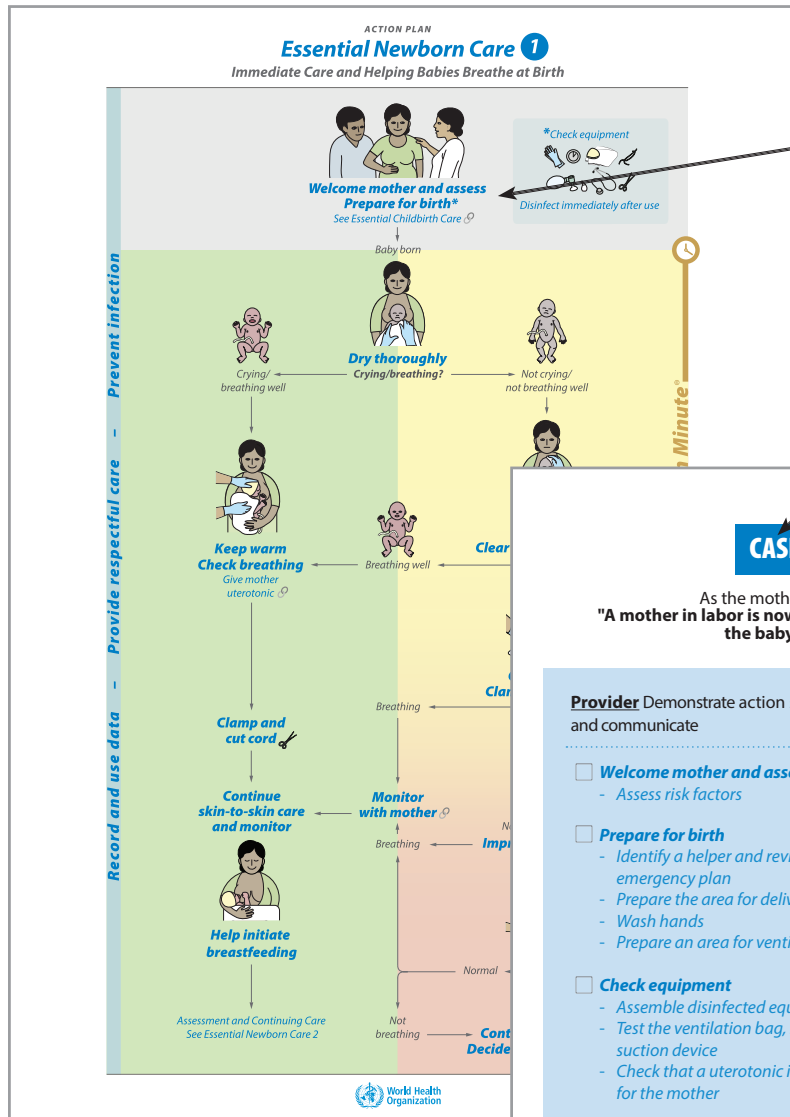 ACTION PLAN
Essential Newborn Care 1
Immediate Care and Helping Babies Breathe at Birth
Record and use data – Provide respectful care – Prevent infection
*Check equipment
Disinfect immediately after use
Welcome mother and assess
Prepare for birth*
See Essential Childbirth Care
Baby born
Dry thoroughly
Crying/breathing?
Crying/
breathing well
Not crying/
not breathing well
Minute®
Keep warm
Check breathing
Give mother
uterotonic
Breathing well
Clear
Clamp and
cut cord
Breathing
Continue
skin-to-skin care
and monitor
Monitor
with mother
Breathing
Help initiate
breastfeeding
Normal
Assessment and Continuing Care
See Essential Newborn Care 2
Not
breathing
Decide
World Health
Organization
As the moth
"A mother in labor is now
the baby
Provider Demonstrate action
and communicate
Welcome mother and asse
- Assess risk factors
Prepare for birth
- Identify a helper and revi
emergency plan
- Prepare the area for deliv
- Wash hands
- Prepare an area for venti
Check equipment
- Assemble disinfected equ
- Test the ventilation bag,
suction device
- Check that a uterotonic i
for the mother